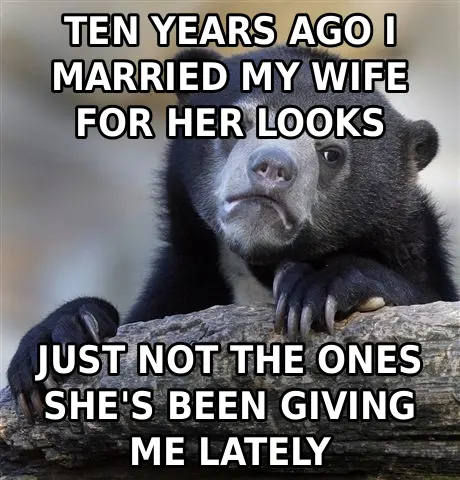 TEN YEARS AGO I
MARRIED MY WIFE
FOR HER LOOKS
JUST NOT THE ONES
SHE'S BEEN GIVING
ME LATELY